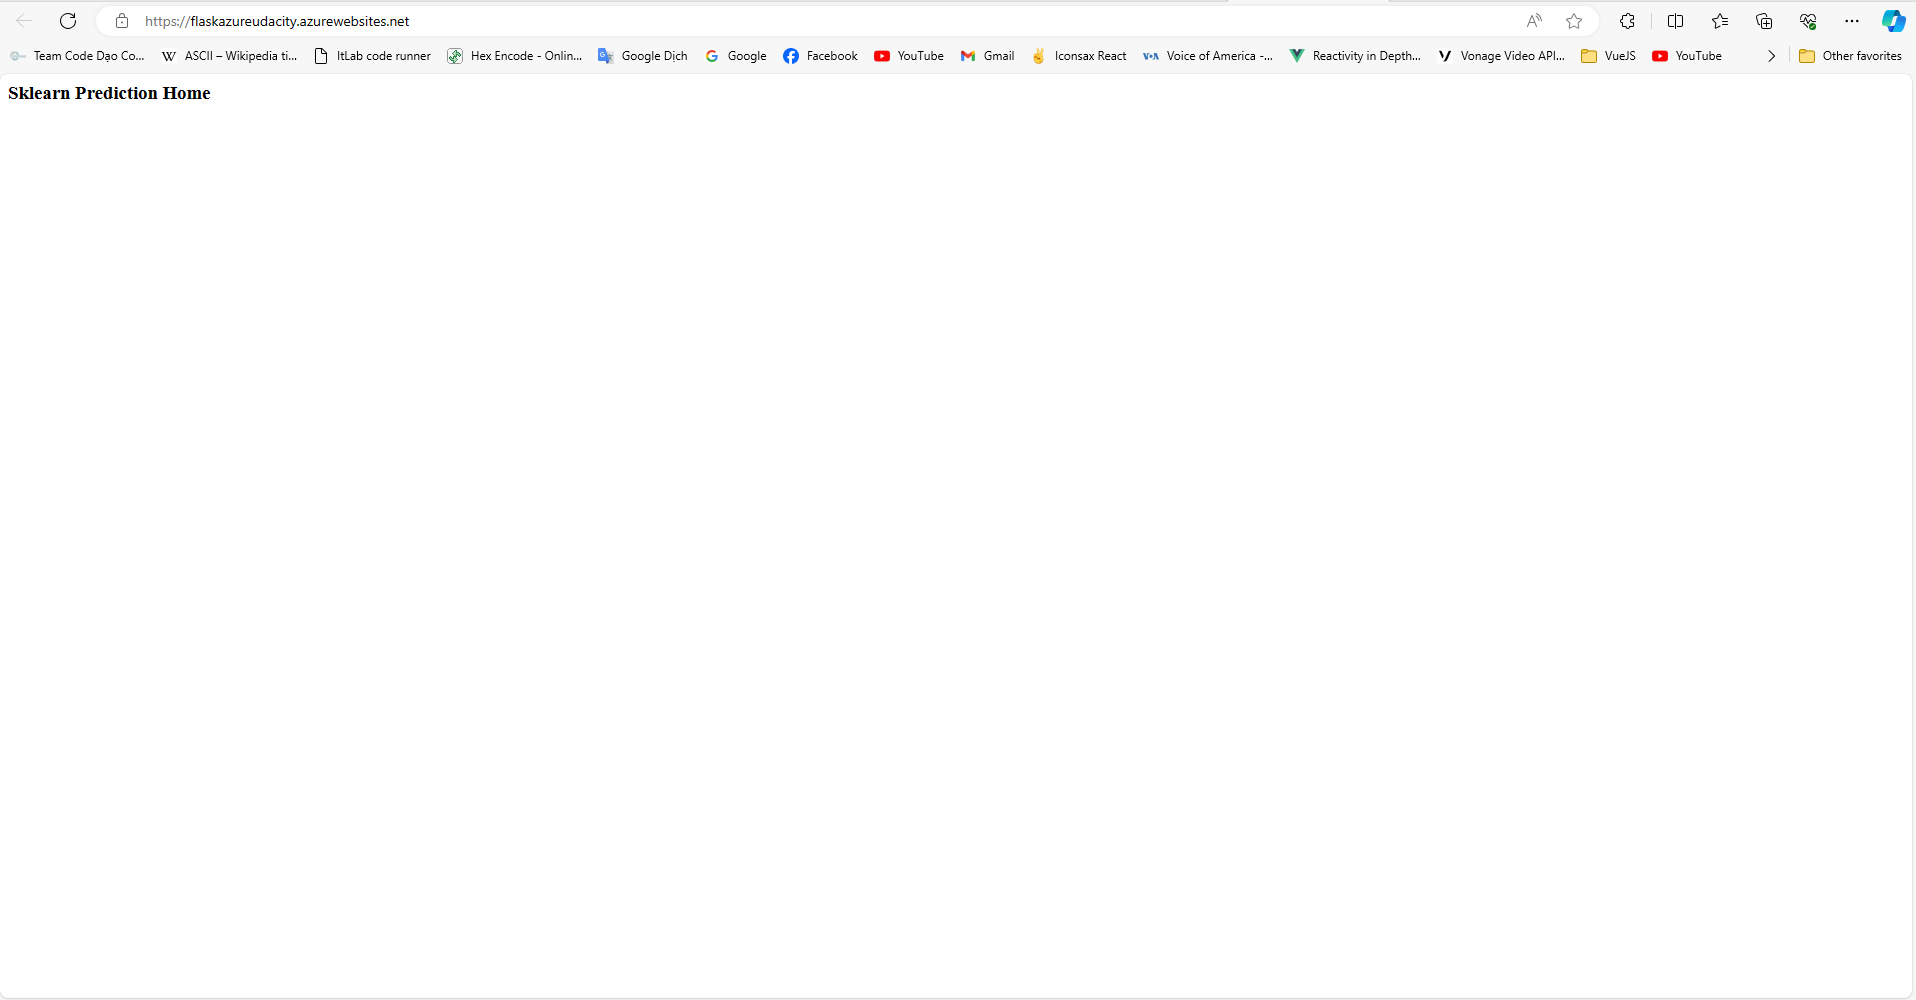 https://flaskazureudacity.azurewebsites.net
Team Code Dạo Co... ASCII – Wikipedia ti... ItLab code runner Hex Encode - Onlin... Google Dịch Google Facebook YouTube Gmail Iconsax React Voice of America -... Reactivity in Depth... Vonage Video API... VueJS YouTube Other favorites
Sklearn Prediction Home